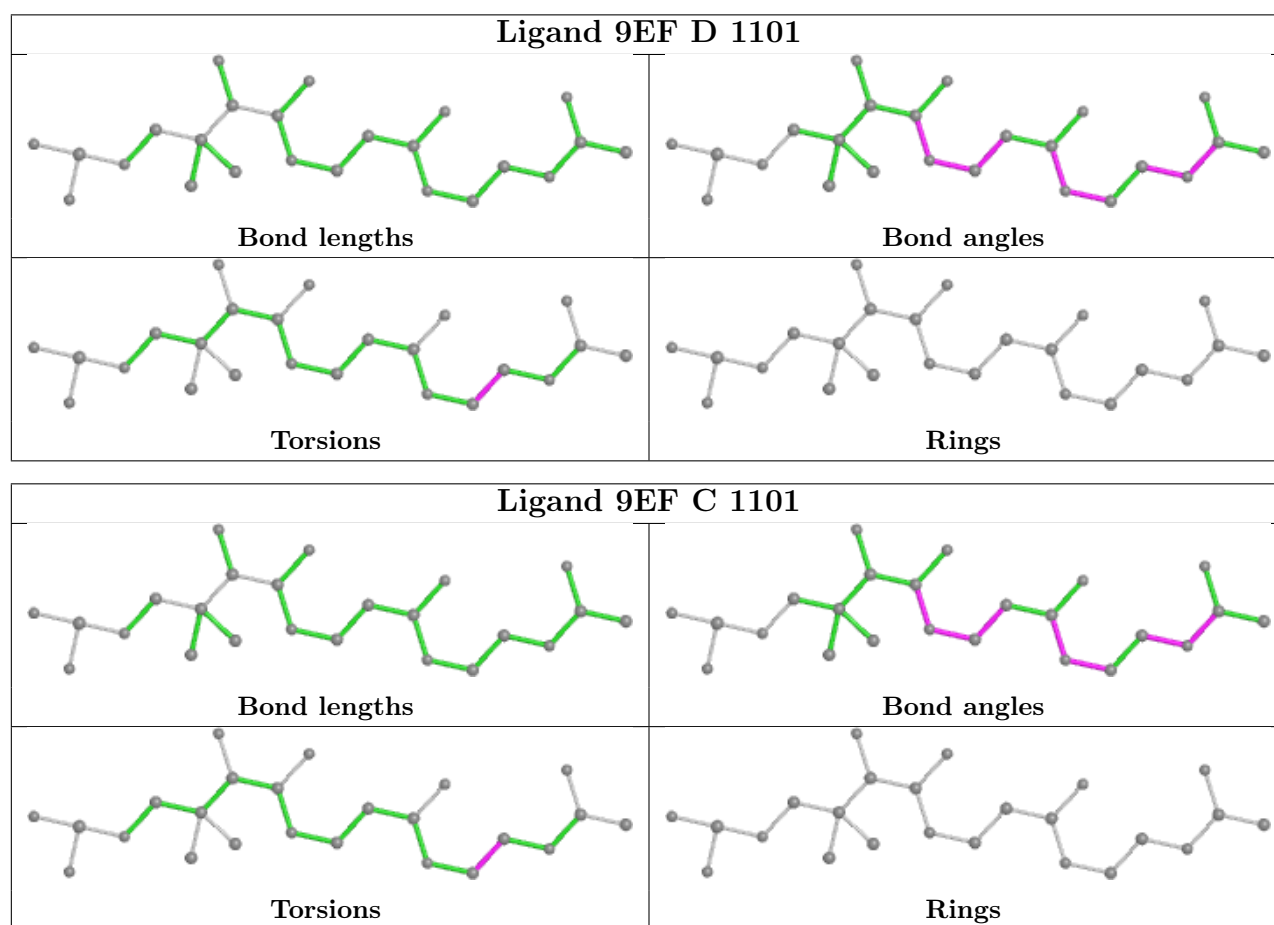 Ligand 9EF D 1101
Bond lengths Bond angles
Torsions Rings
Ligand 9EF C 1101
Bond lengths Bond angles
Torsions Rings